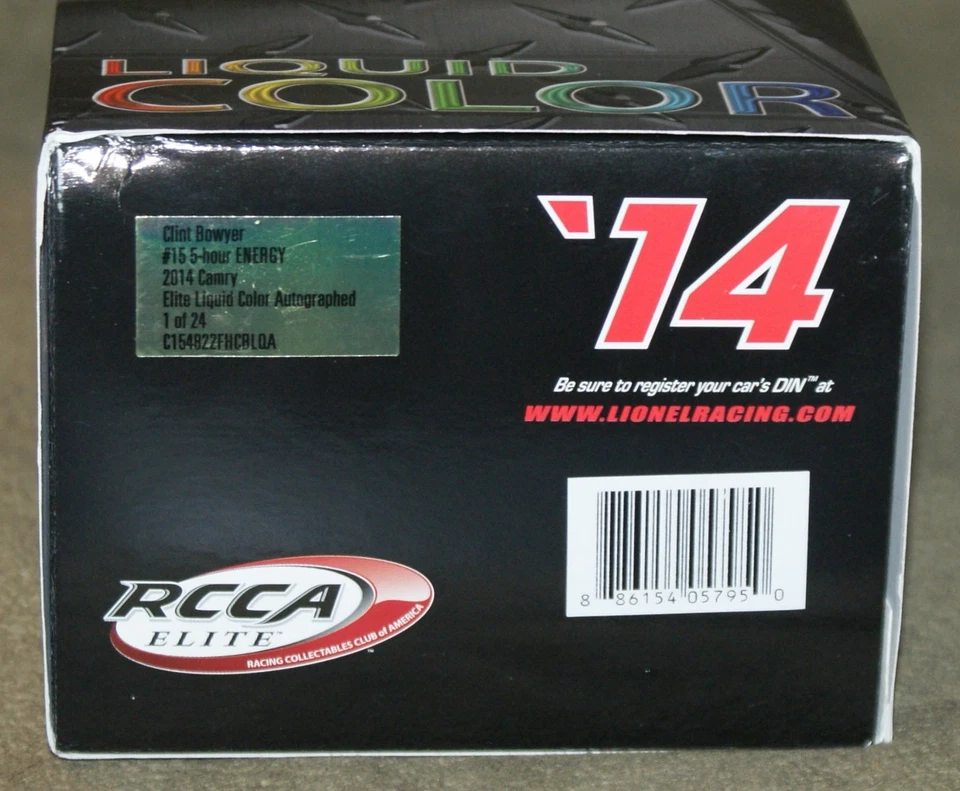 LIQUID
COLOR
Clint Bowyer
#15 5-hour ENERGY
2014 Camry
Elite Liquid Color Autographed
1 of 24
C154822FHCBLQA
'14
Be sure to register your car's DIN™ at
WWW.LIONELRACING.COM
8 86154 05795 0
RCCA
ELITE™
RACING COLLECTABLES CLUB of AMERICA™